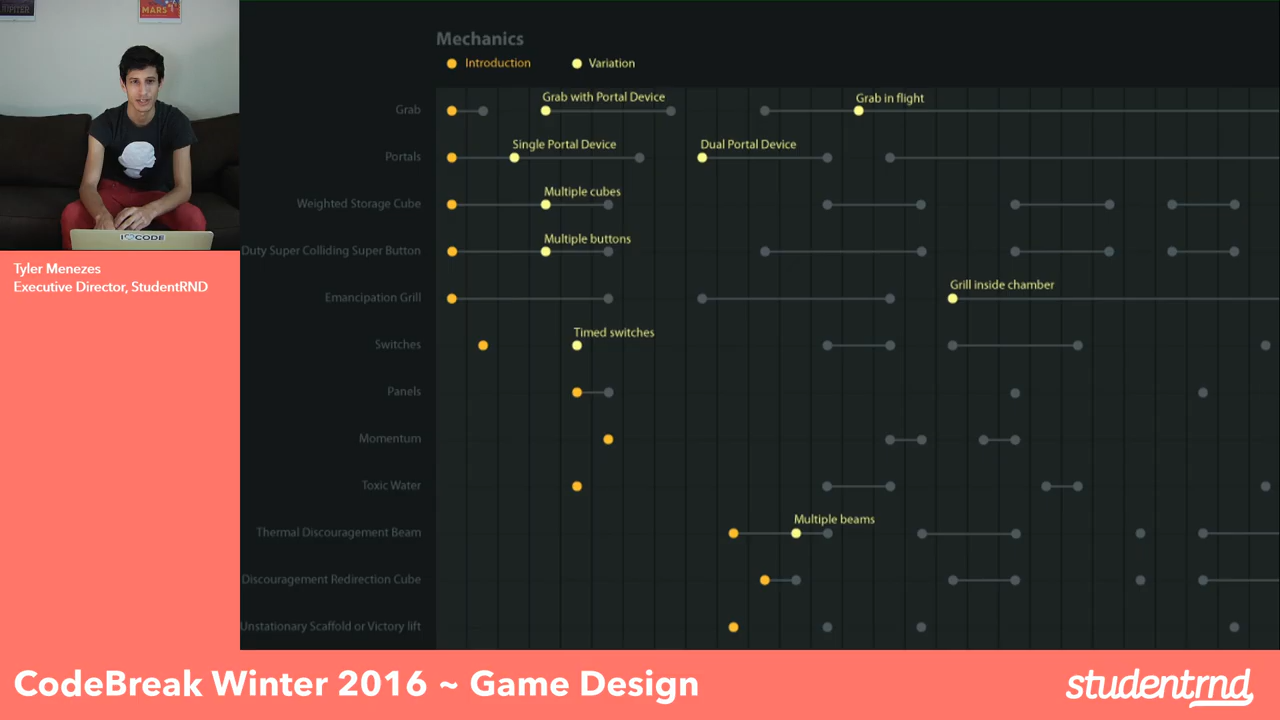 JPITER
MARS
I CODE
Tyler Menezes
Executive Director, StudentRND
Mechanics
Introduction
Variation
Grab
Grab with Portal Device
Grab in flight
Portals
Single Portal Device
Dual Portal Device
Weighted Storage Cube
Multiple cubes
Duty Super Colliding Super Button
Multiple buttons
Emancipation Grill
Grill inside chamber
Switches
Timed switches
Panels
Momentum
Toxic Water
Thermal Discouragement Beam
Multiple beams
Discouragement Redirection Cube
Unstationary Scaffold or Victory lift
CodeBreak Winter 2016 ~ Game Design
studentrnd